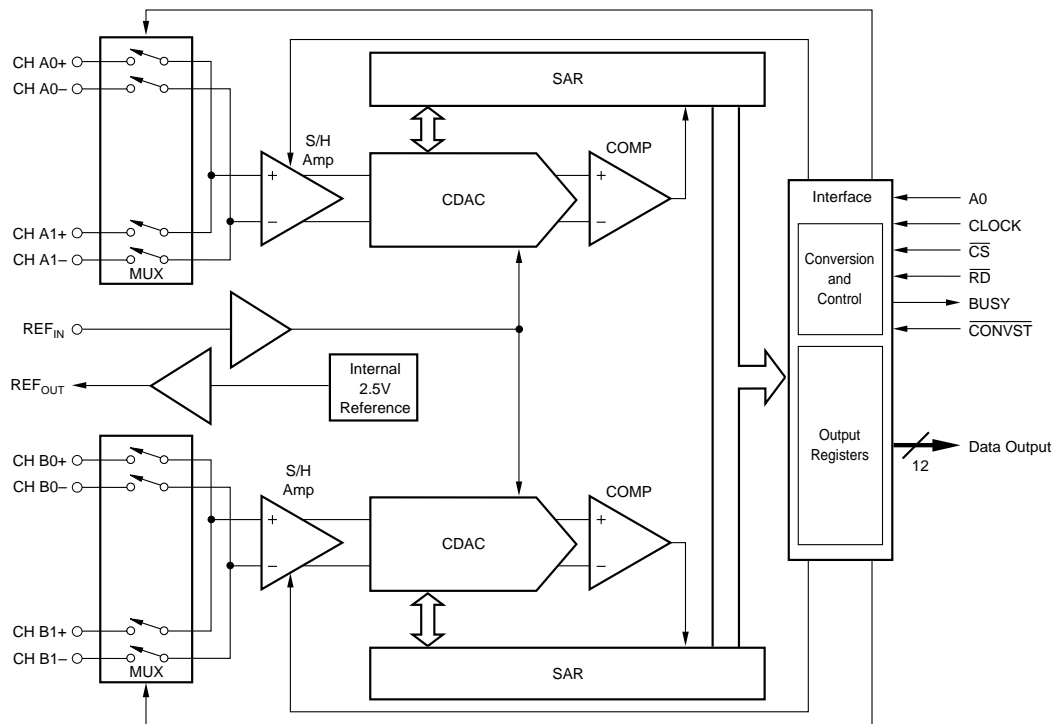 CH A0+
CH A0–
CH A1+
CH A1–
MUX
S/H
Amp
SAR
CDAC
COMP
REFIN
REFOUT
Internal
2.5V
Reference
CH B0+
CH B0–
CH B1+
CH B1–
MUX
S/H
Amp
CDAC
COMP
SAR
Interface
Conversion
and
Control
Output
Registers
A0
CLOCK
CS
RD
BUSY
CONVST
12
Data Output
+
–
+
–
+
–
+
–